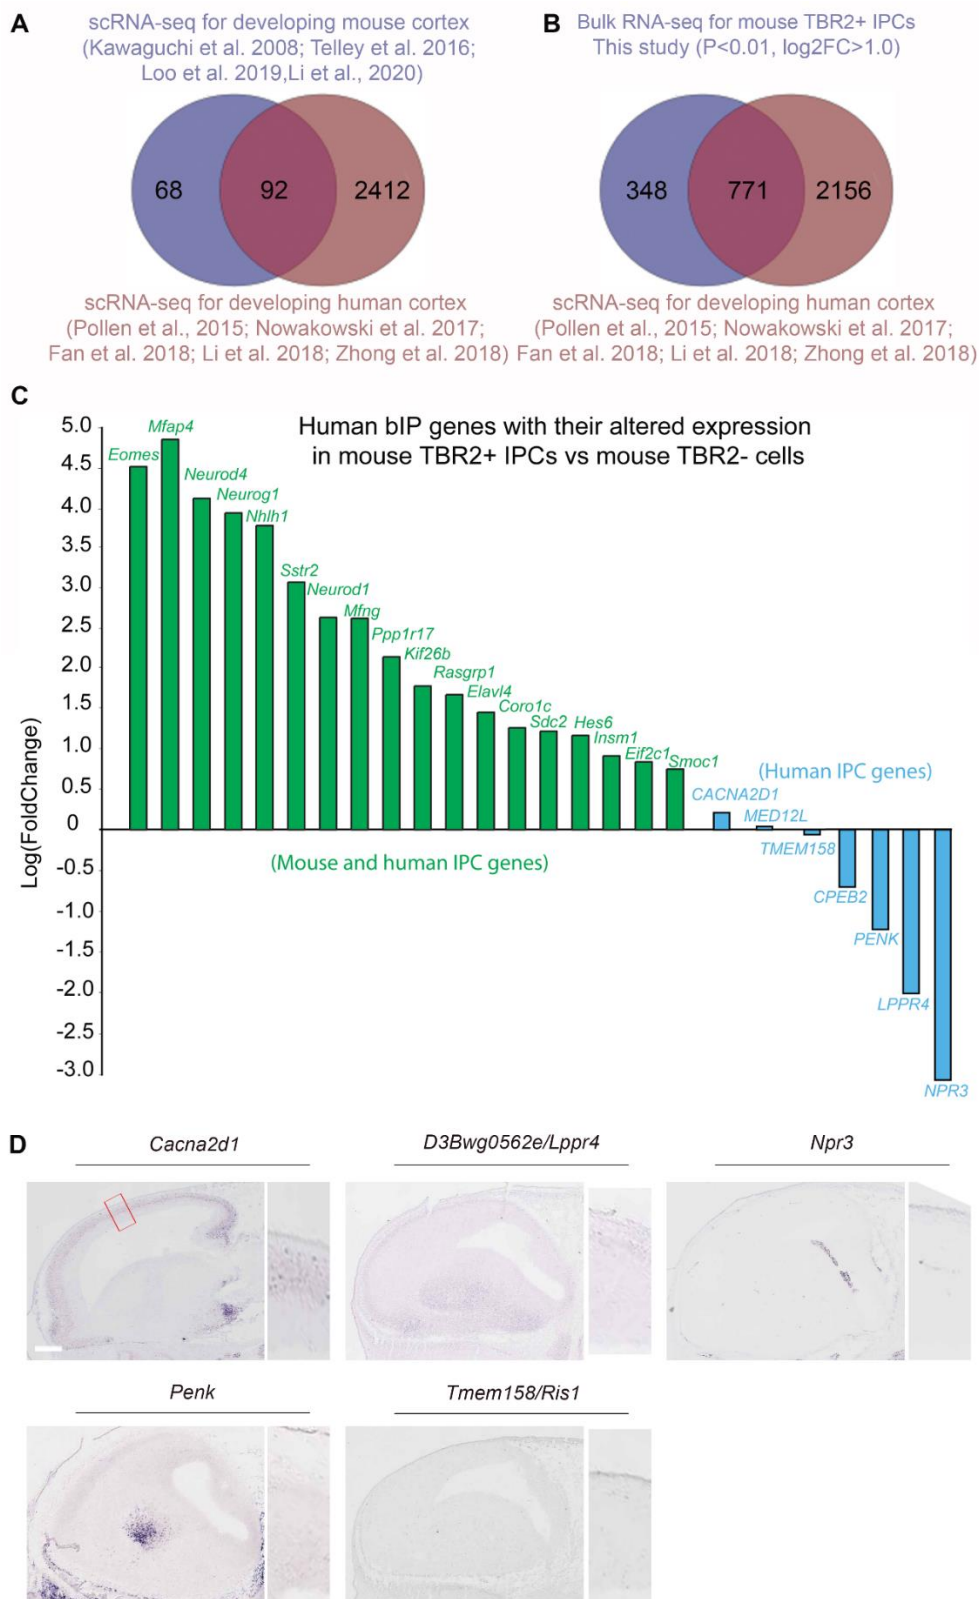 A
scRNA-seq for developing mouse cortex
(Kawaguchi et al. 2008; Telley et al. 2016;
Loo et al. 2019,Li et al., 2020)
68
92
2412
scRNA-seq for developing human cortex
(Pollen et al., 2015; Nowakowski et al. 2017;
Fan et al. 2018; Li et al. 2018; Zhong et al. 2018)
B
Bulk RNA-seq for mouse TBR2+ IPCs
This study (P<0.01, log2FC>1.0)
348
771
2156
scRNA-seq for developing human cortex
(Pollen et al., 2015; Nowakowski et al. 2017;
Fan et al. 2018; Li et al. 2018; Zhong et al. 2018)
C
Human bIP genes with their altered expression
in mouse TBR2+ IPCs vs mouse TBR2- cells
Log(FoldChange)
5.0
4.5
4.0
3.5
3.0
2.5
2.0
1.5
1.0
0.5
0
-0.5
-1.0
-1.5
-2.0
-2.5
-3.0
Eomes
Mfap4
Neurod4
Neurog1
Nhlh1
Sstr2
Neurod1
Mfng
Ppp1r17
Kif26b
Rasgrp1
Elavl4
Coro1c
Sdc2
Hes6
Insm1
Eif2c1
Smoc1
(Mouse and human IPC genes)
(Human IPC genes)
CACNA2D1
MED12L
TMEM158
CPEB2
PENK
LPPR4
NPR3
D
Cacna2d1
D3Bwg0562e/Lppr4
Npr3
Penk
Tmem158/Ris1